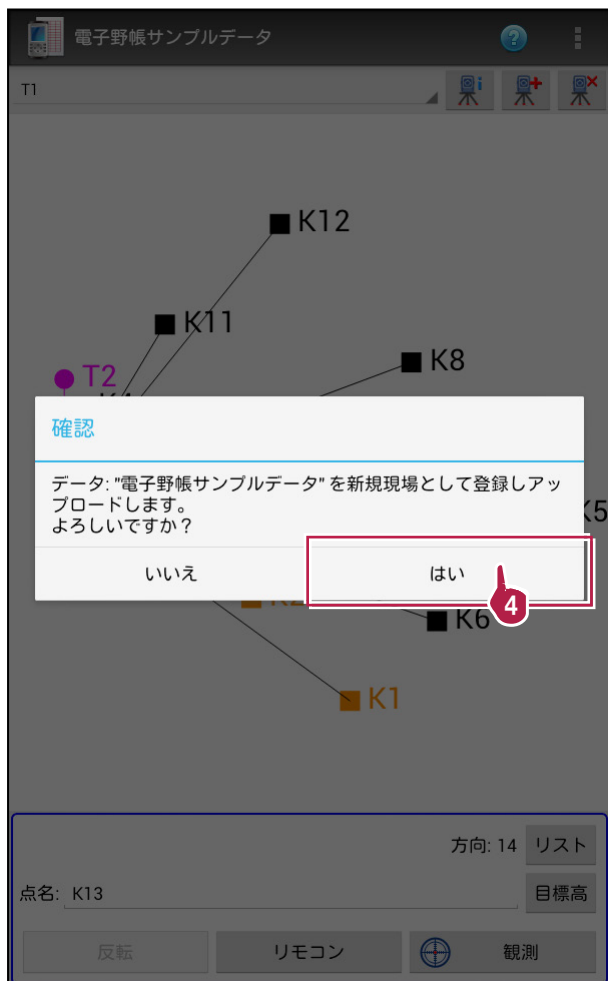 電子野帳サンプルデータ
?
T1
K12
K11
K8
T2
確認
データ: "電子野帳サンプルデータ" を新規現場として登録しアッ
プロードします。
よろしいですか？
K5
いいえ
はい
4
K6
K1
方向: 14 リスト
点名: K13 目標高
反転 リモコン 観測